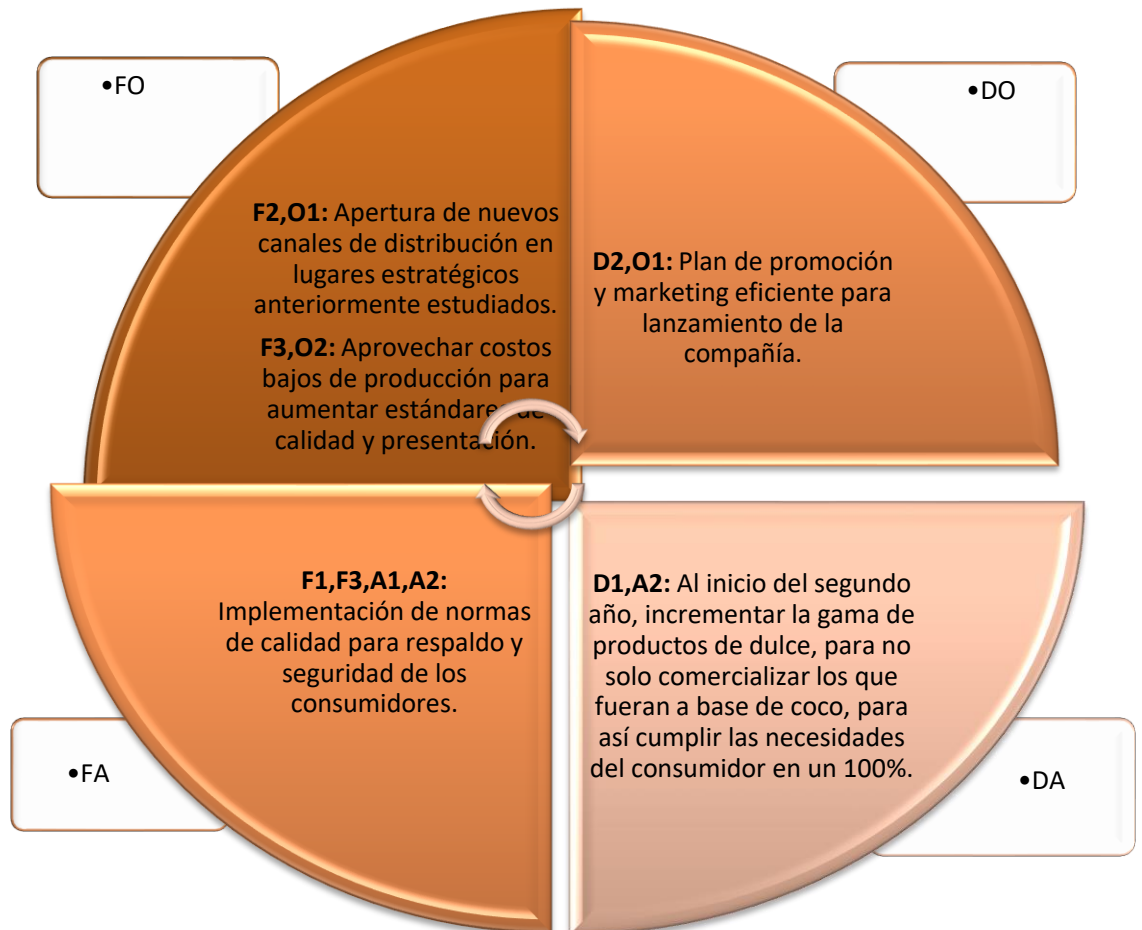 •FO
•DO
F2,O1: Apertura de nuevos
canales de distribución en
lugares estratégicos
anteriormente estudiados.
F3,O2: Aprovechar costos
bajos de producción para
aumentar estándares de
calidad y presentación.
D2,O1: Plan de promoción
y marketing eficiente para
lanzamiento de la
compañía.
F1,F3,A1,A2:
Implementación de normas
de calidad para respaldo y
seguridad de los
consumidores.
D1,A2: Al inicio del segundo
año, incrementar la gama de
productos de dulce, para no
solo comercializar los que
fueran a base de coco, para
así cumplir las necesidades
del consumidor en un 100%.
•FA
•DA